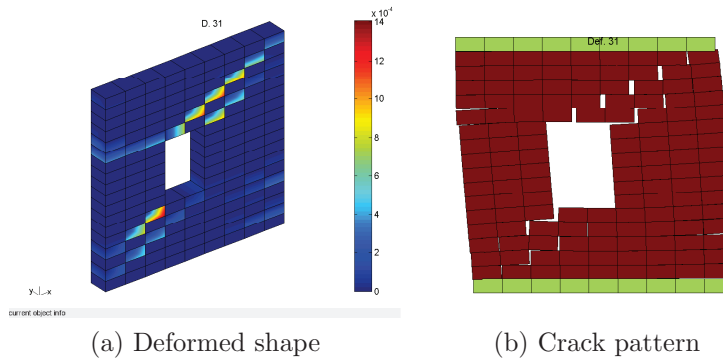 D. 31
x 10-4
14
12
10
8
6
4
2
0
y
x
current object info
Def. 31
(a) Deformed shape
(b) Crack pattern